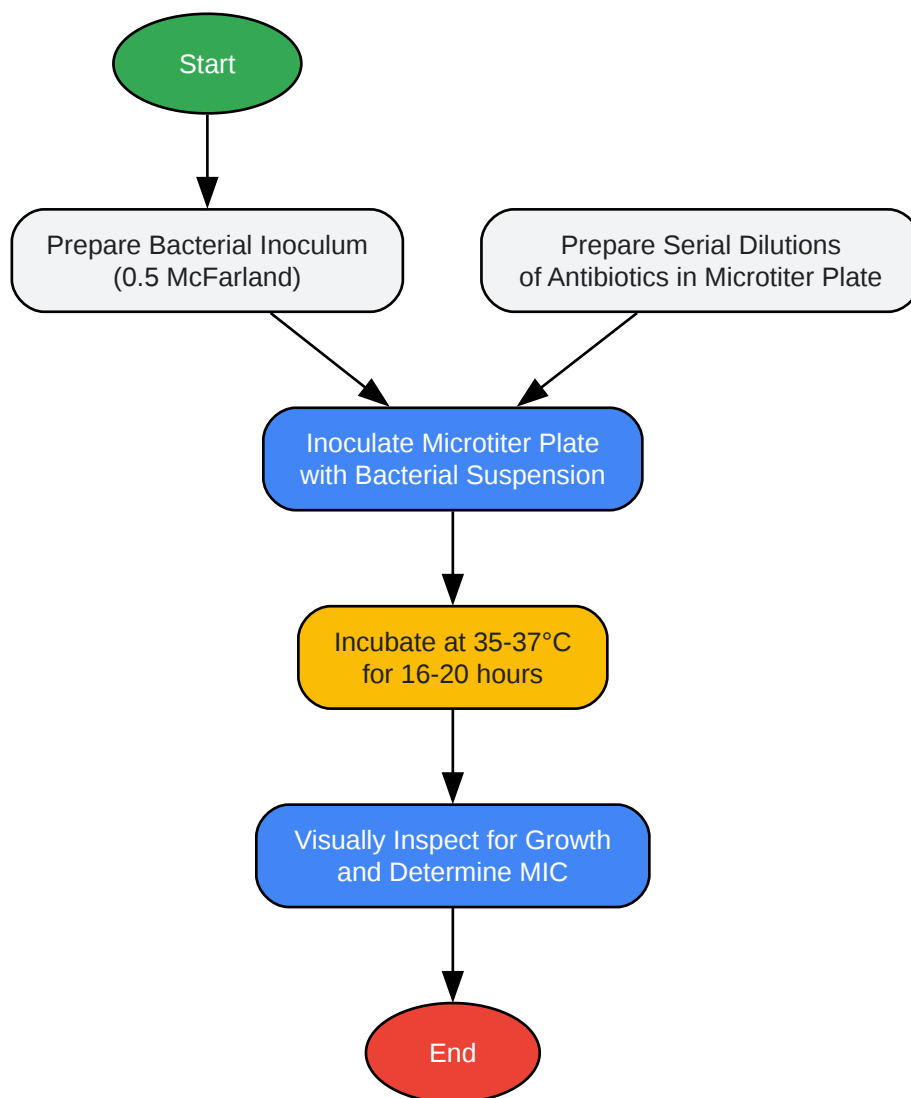 Start
Prepare Bacterial Inoculum
(0.5 McFarland)
Prepare Serial Dilutions
of Antibiotics in Microtiter Plate
Inoculate Microtiter Plate
with Bacterial Suspension
Incubate at 35-37°C
for 16-20 hours
Visually Inspect for Growth
and Determine MIC
End